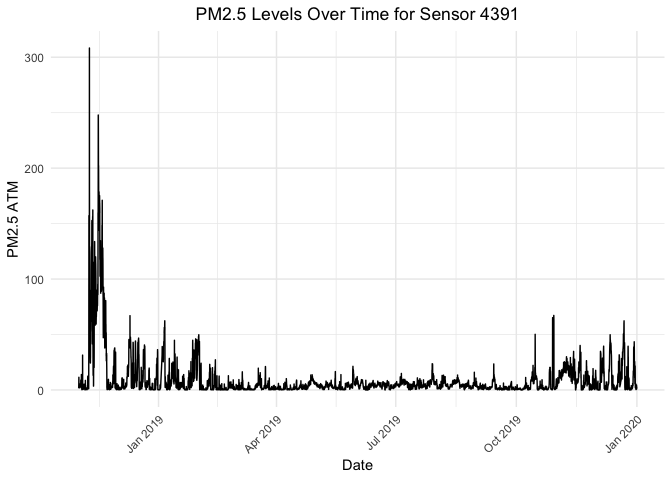 PM2.5 Levels Over Time for Sensor 4391
300
200
100
0
PM2.5 ATM
Jan 2019
Apr 2019
Jul 2019
Oct 2019
Jan 2020
Date